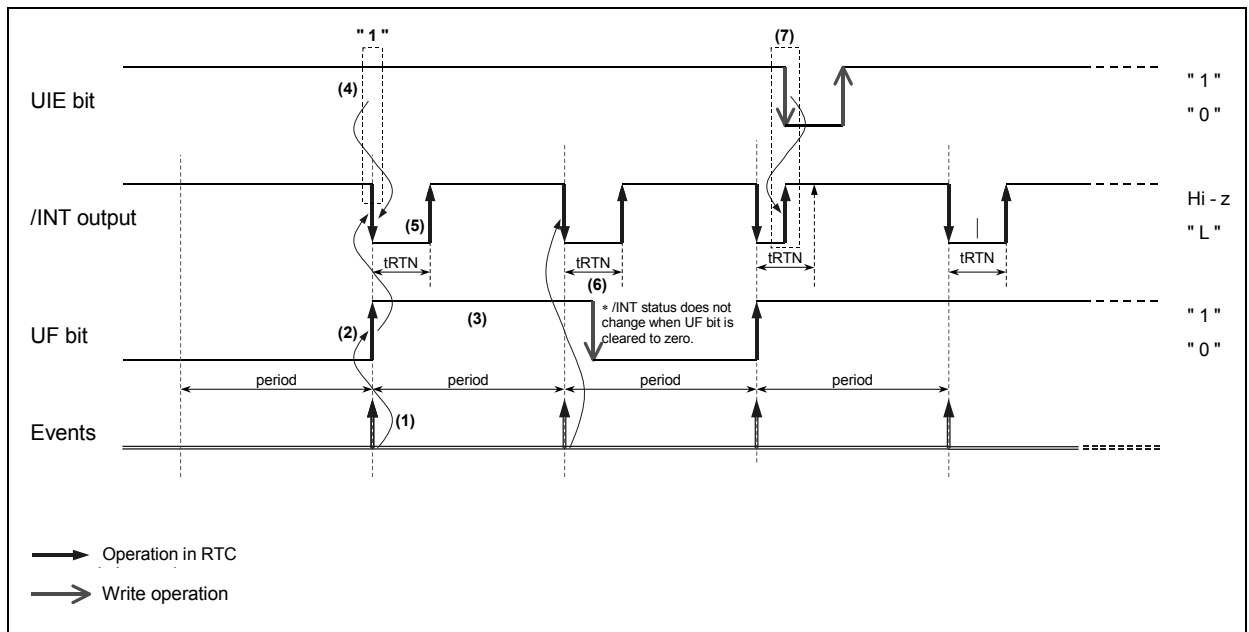 " 1 "
(7)
UIE bit
(4)
" 1 "
" 0 "
/INT output
(5)
Hi - z
" L "
tRTN
tRTN
tRTN
tRTN
(6)
UF bit
(2)
(3)
* /INT status does not
change when UF bit is
cleared to zero.
" 1 "
" 0 "
period
period
period
period
Events
(1)
Operation in RTC
Write operation